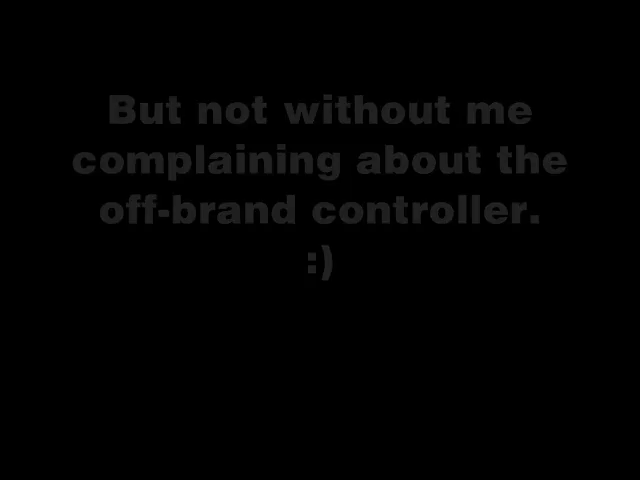 But not without me
complaining about the
off-brand controller.
:)